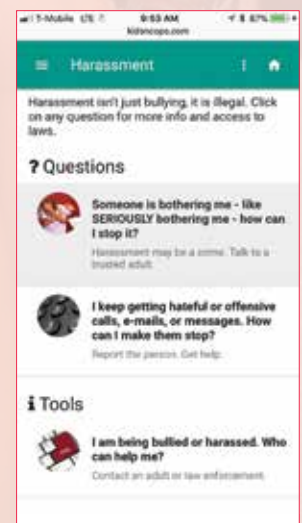 T-Mobile LTE 9:53 AM 87%
kidsncops.com
Harassment
Harassment isn't just bullying, it is illegal. Click
on any question for more info and access to
laws.
? Questions
Someone is bothering me - like
SERIOUSLY bothering me - how can
I stop it?
Harassment may be a crime. Talk to a
trusted adult.
I keep getting hateful or offensive
calls, e-mails, or messages. How
can I make them stop?
Report the person. Get help.
i Tools
I am being bullied or harassed. Who
can help me?
Contact an adult or law enforcement